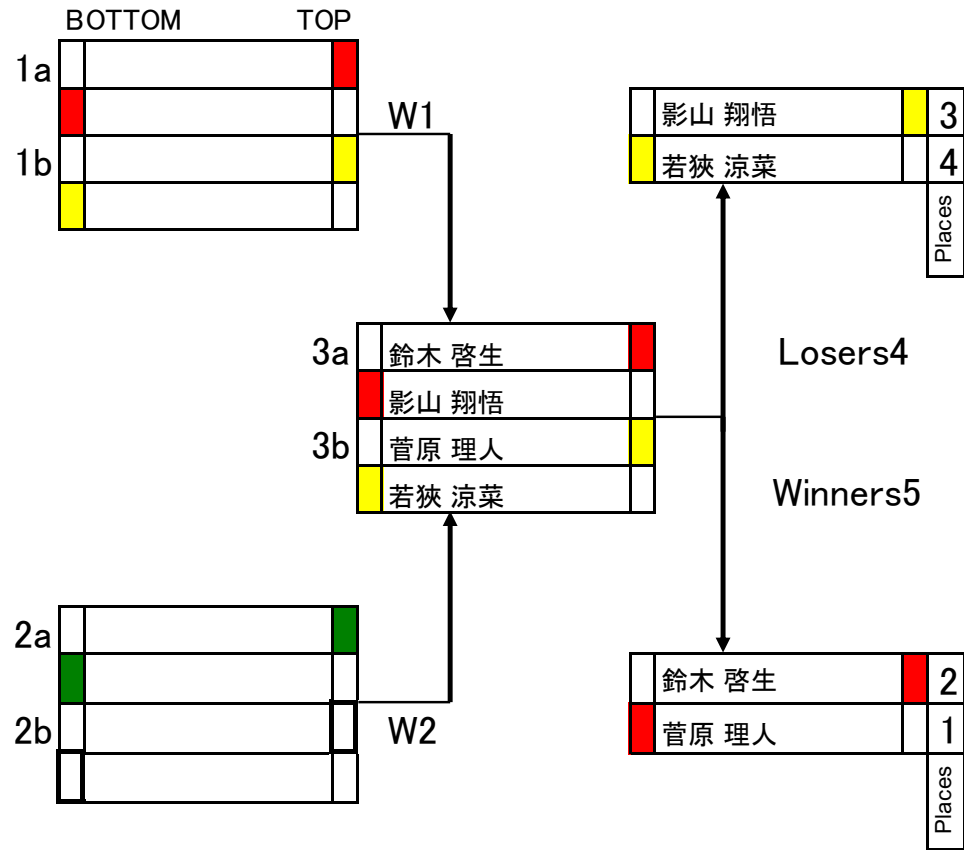 BOTTOM TOP
1a
W1
1b
影山 翔悟 3
若狹 涼菜 4
Places
3a 鈴木 啓生
影山 翔悟
3b 菅原 理人
若狹 涼菜
Losers4
Winners5
2a
2b
W2
鈴木 啓生 2
菅原 理人 1
Places